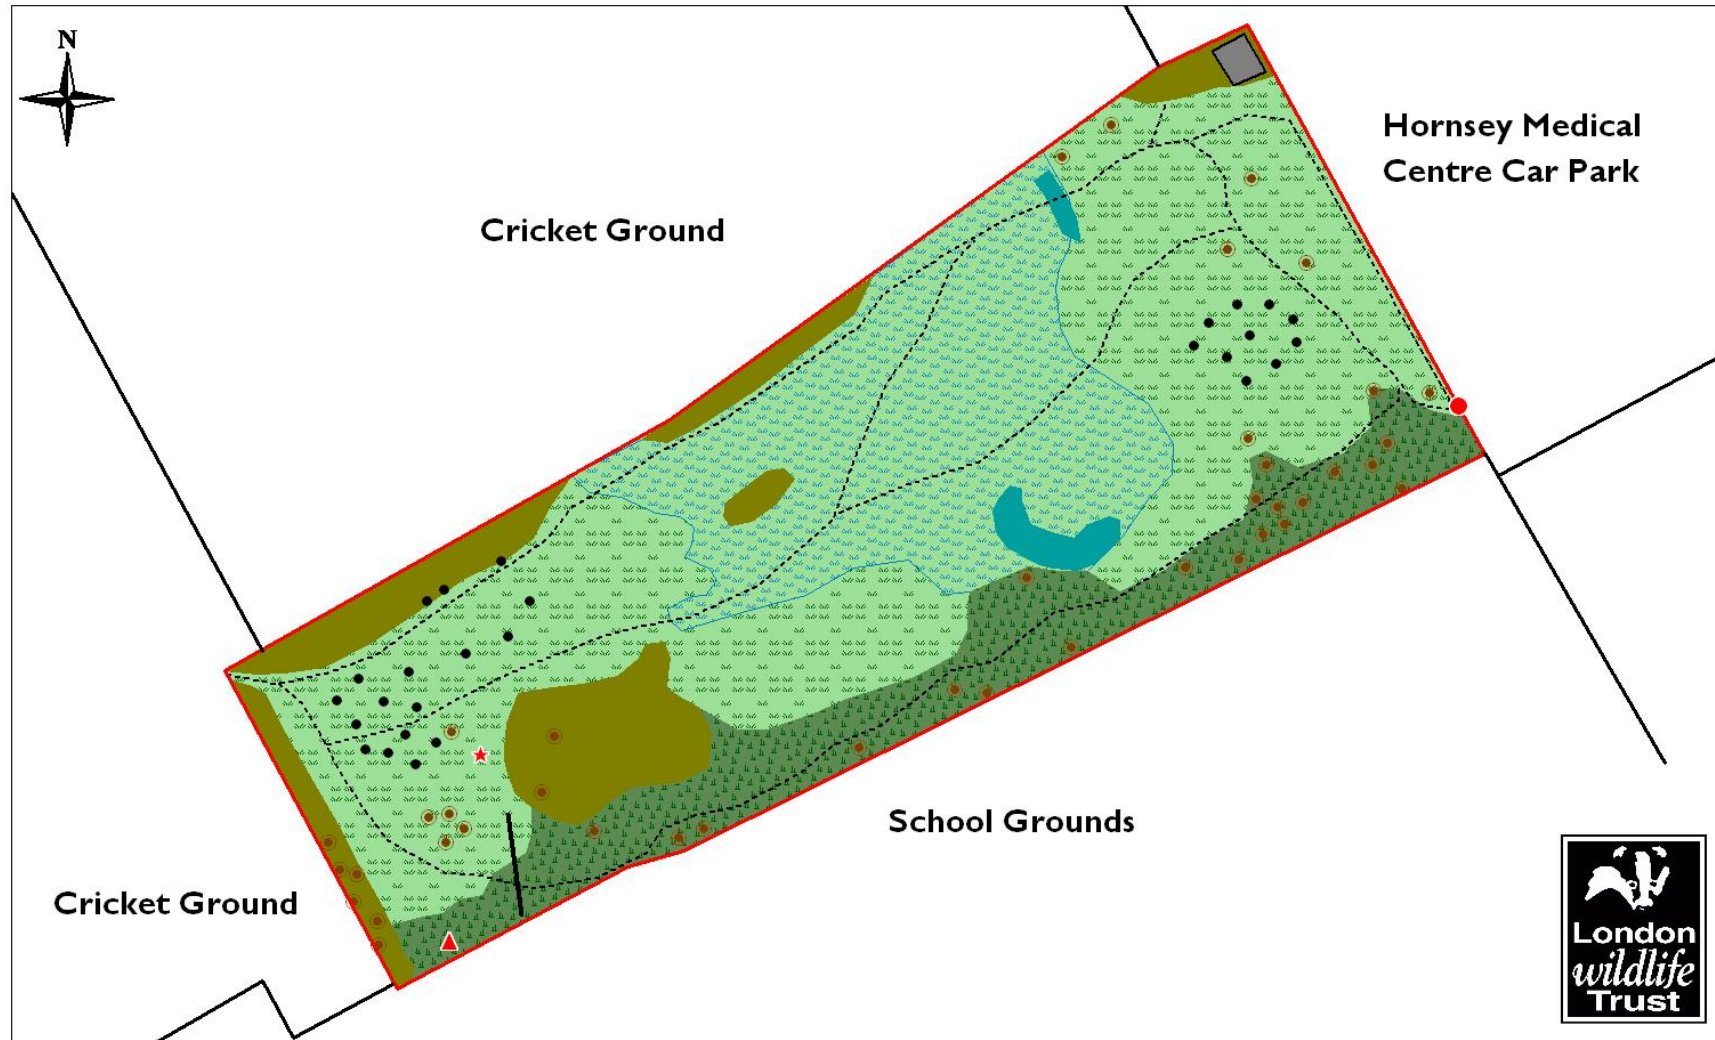 N
Hornsey Medical
Centre Car Park
Cricket Ground
School Grounds
Cricket Ground
London
wildlife
Trust